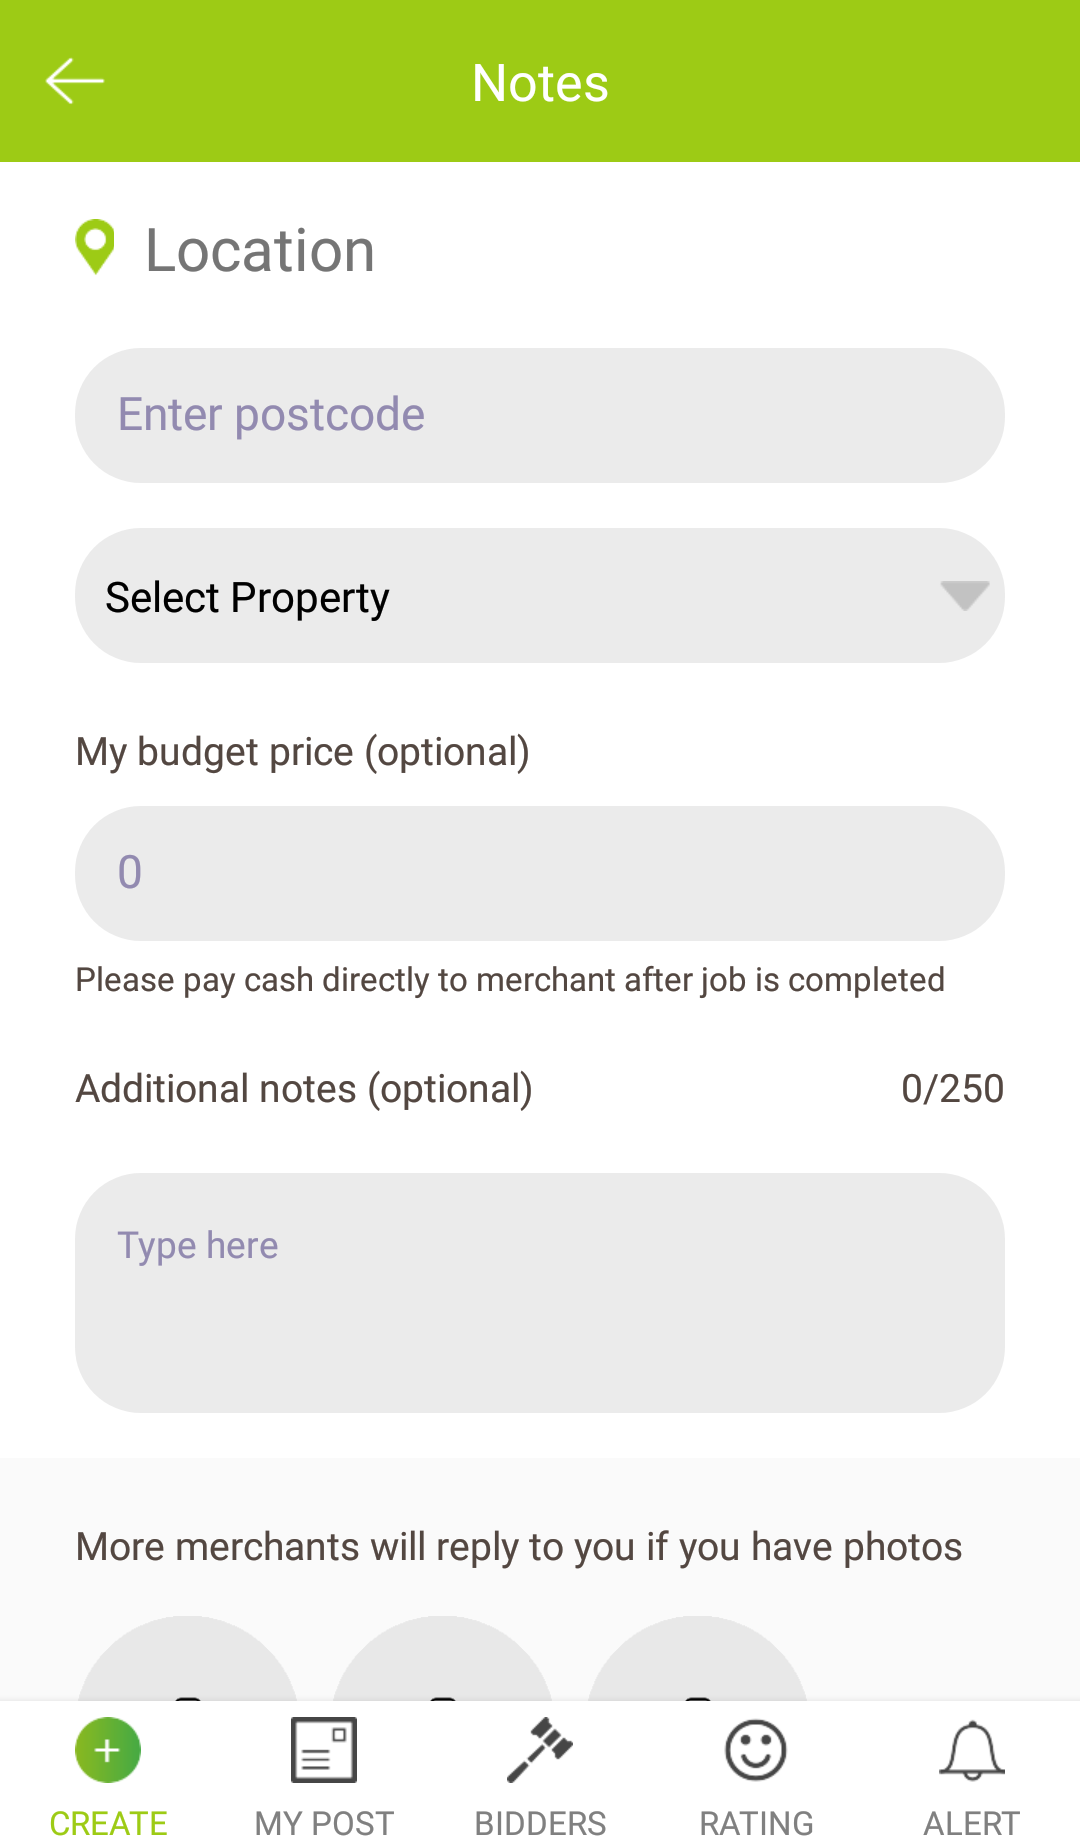 Notes
Location
Enter postcode
Select Property
My budget price (optional)
0
Please pay cash directly to merchant after job is completed
Additional notes (optional) 0/250
Type here
More merchants will reply to you if you have photos
CREATE MY POST BIDDERS RATING ALERT